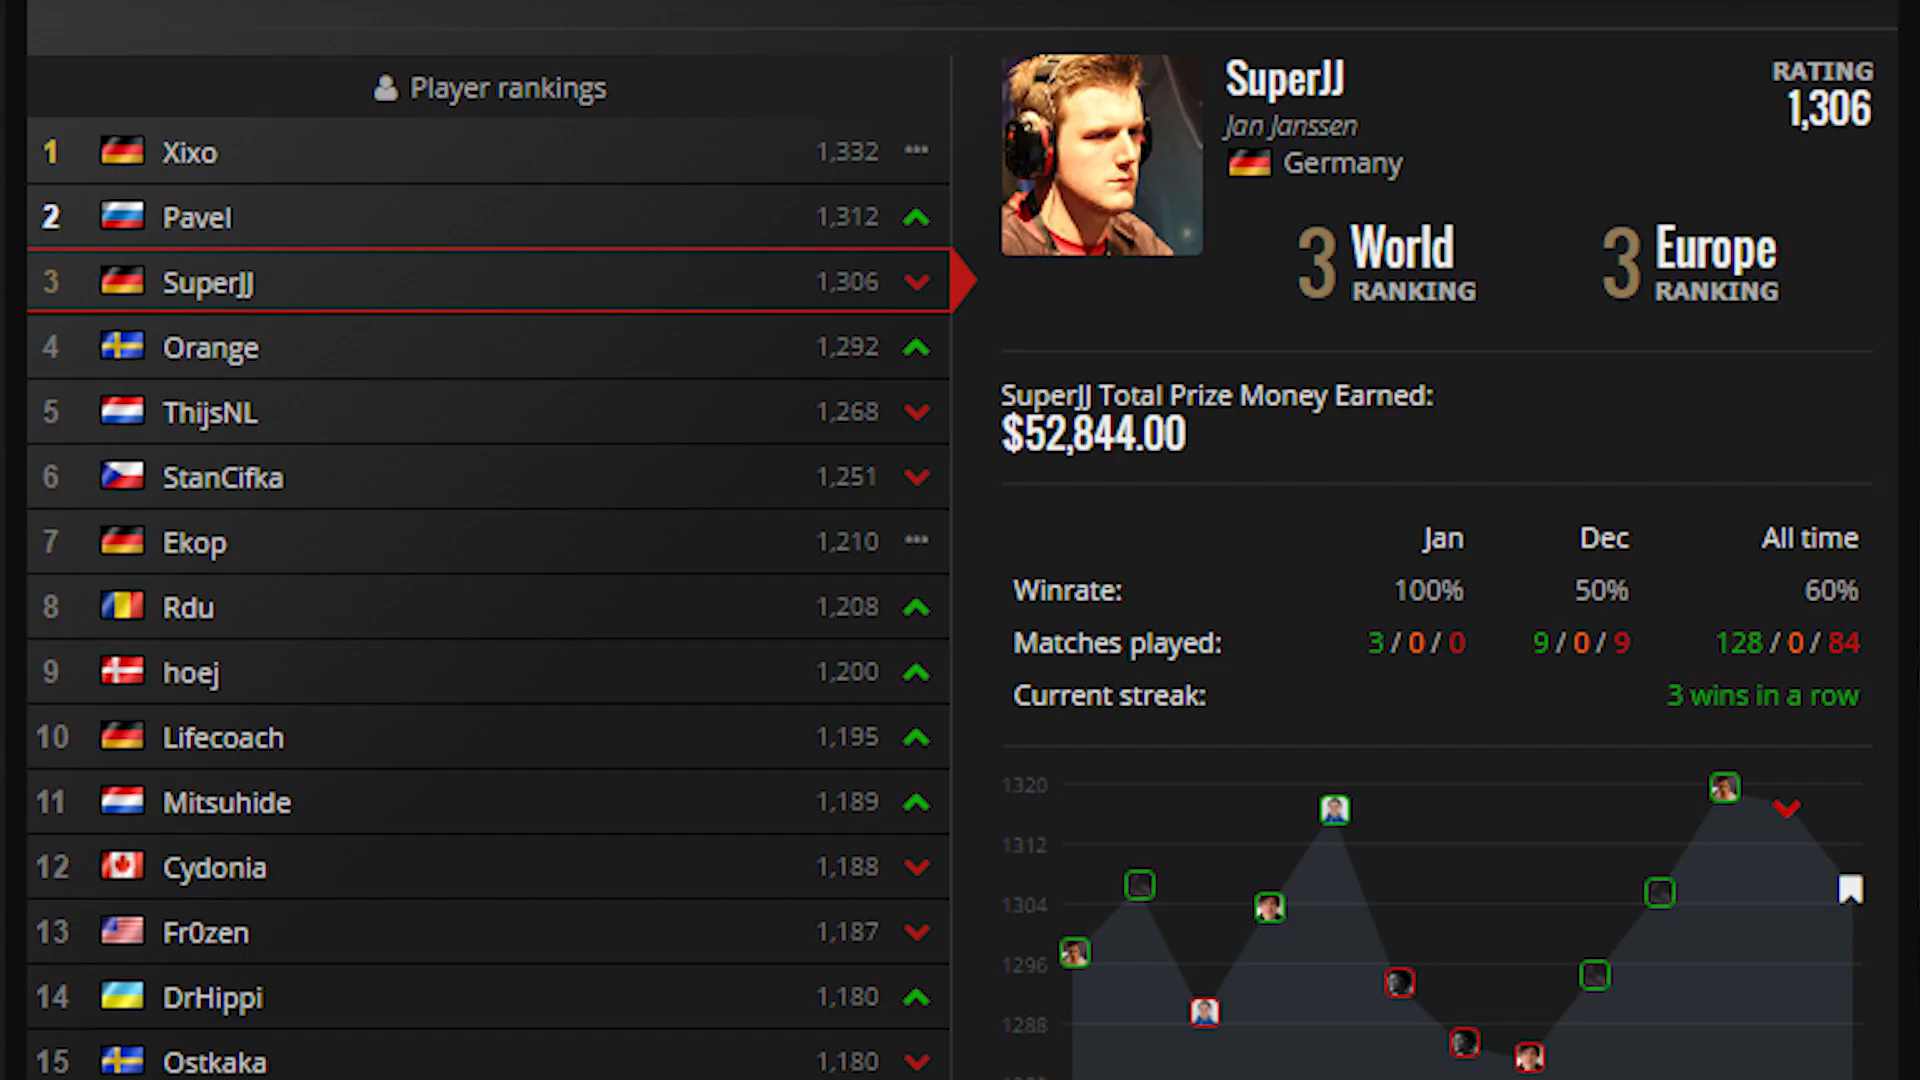 Player rankings
1 Xixo 1,332
2 Pavel 1,312
3 SuperJJ 1,306
4 Orange 1,292
5 ThijsNL 1,268
6 StanCifka 1,251
7 Ekop 1,210
8 Rdu 1,208
9 hoej 1,200
10 Lifecoach 1,195
11 Mitsuhide 1,189
12 Cydonia 1,188
13 Fr0zen 1,187
14 DrHippi 1,180
15 Ostkaka 1,180
SuperJJ
Jan Janssen
Germany
RATING
1,306
3 World
RANKING
3 Europe
RANKING
SuperJJ Total Prize Money Earned:
$52,844.00
Jan Dec All time
Winrate: 100% 50% 60%
Matches played: 3 / 0 / 0 9 / 0 / 9 128 / 0 / 84
Current streak: 3 wins in a row
1320
1312
1304
1296
1288